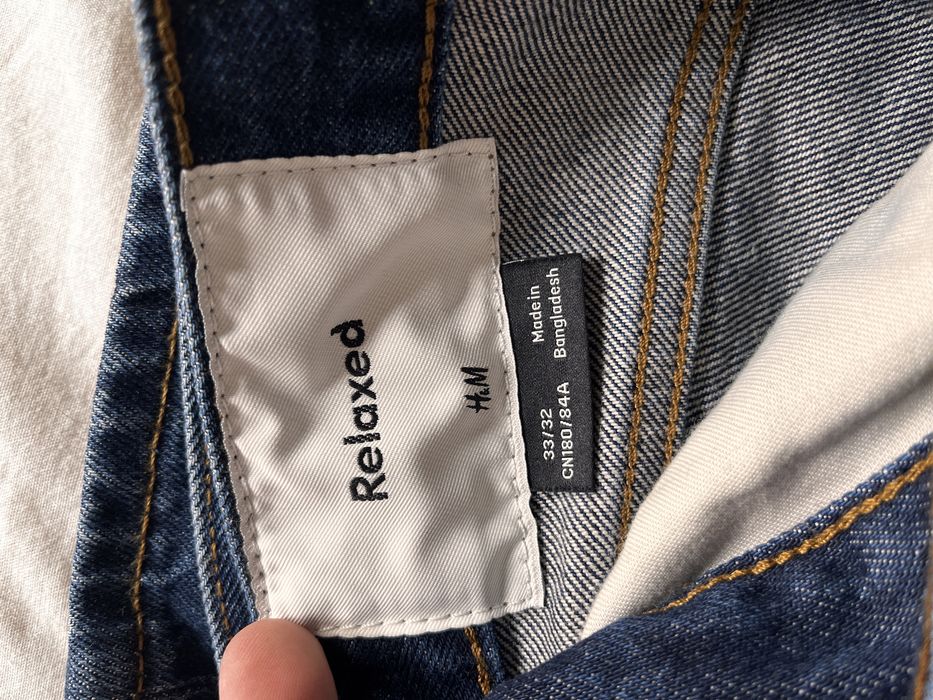 Relaxed
H&M
33/32
CN180/84A
Made in
Bangladesh